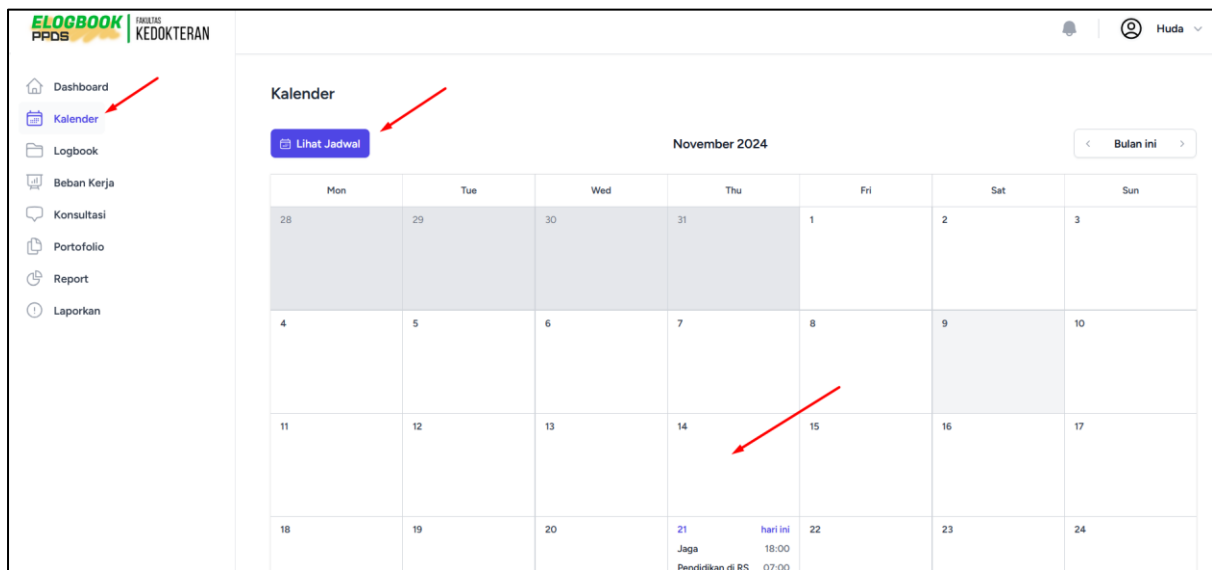 ELOGBOOK
PPDS
FAKULTAS
KEDOKTERAN
Huda
Dashboard
Kalender
Logbook
Beban Kerja
Konsultasi
Portofolio
Report
Laporkan
Kalender
Lihat Jadwal
November 2024
Bulan ini
Mon Tue Wed Thu Fri Sat Sun
28 29 30 31 1 2 3
4 5 6 7 8 9 10
11 12 13 14 15 16 17
18 19 20 21 hari ini 22 23 24
Jaga 18:00
Pendidikan di RS 07:00